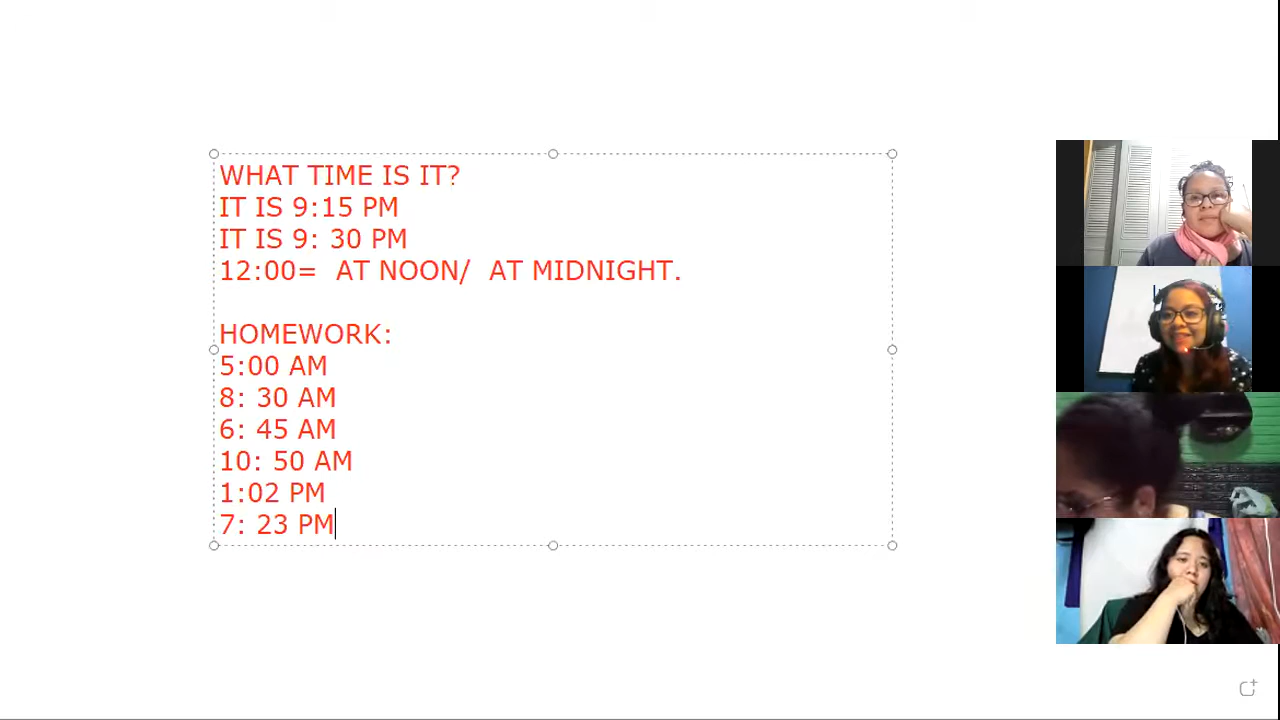 WHAT TIME IS IT?
IT IS 9:15 PM
IT IS 9: 30 PM
12:00=  AT NOON/  AT MIDNIGHT.
HOMEWORK:
5:00 AM
8: 30 AM
6: 45 AM
10: 50 AM
1:02 PM
7: 23 PM